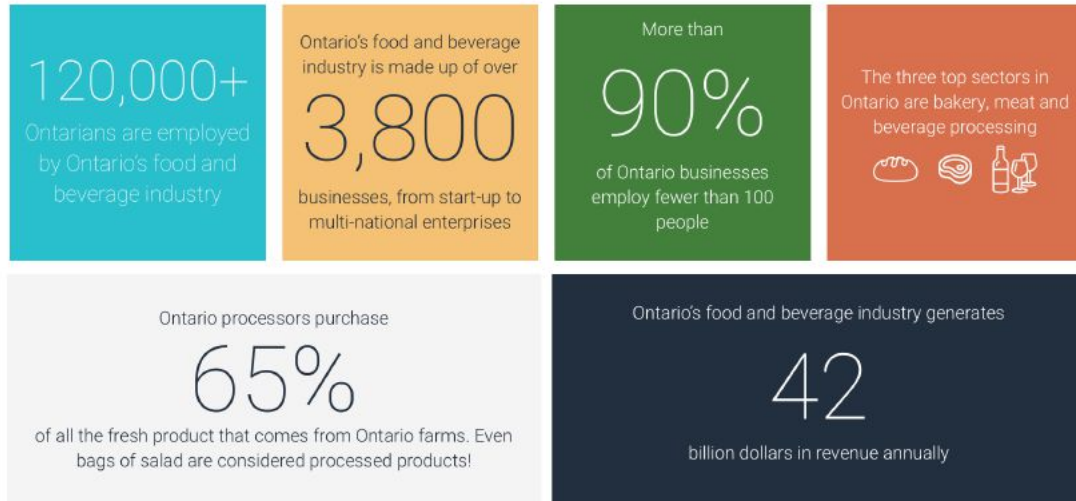 120,000+
Ontarians are employed
by Ontario's food and
beverage industry
Ontario's food and beverage
industry is made up of over
3,800
businesses, from start-up to
multi-national enterprises
More than
90%
of Ontario businesses
employ fewer than 100
people
The three top sectors in
Ontario are bakery, meat and
beverage processing
Ontario processors purchase
65%
of all the fresh product that comes from Ontario farms. Even
bags of salad are considered processed products!
Ontario's food and beverage industry generates
42
billion dollars in revenue annually